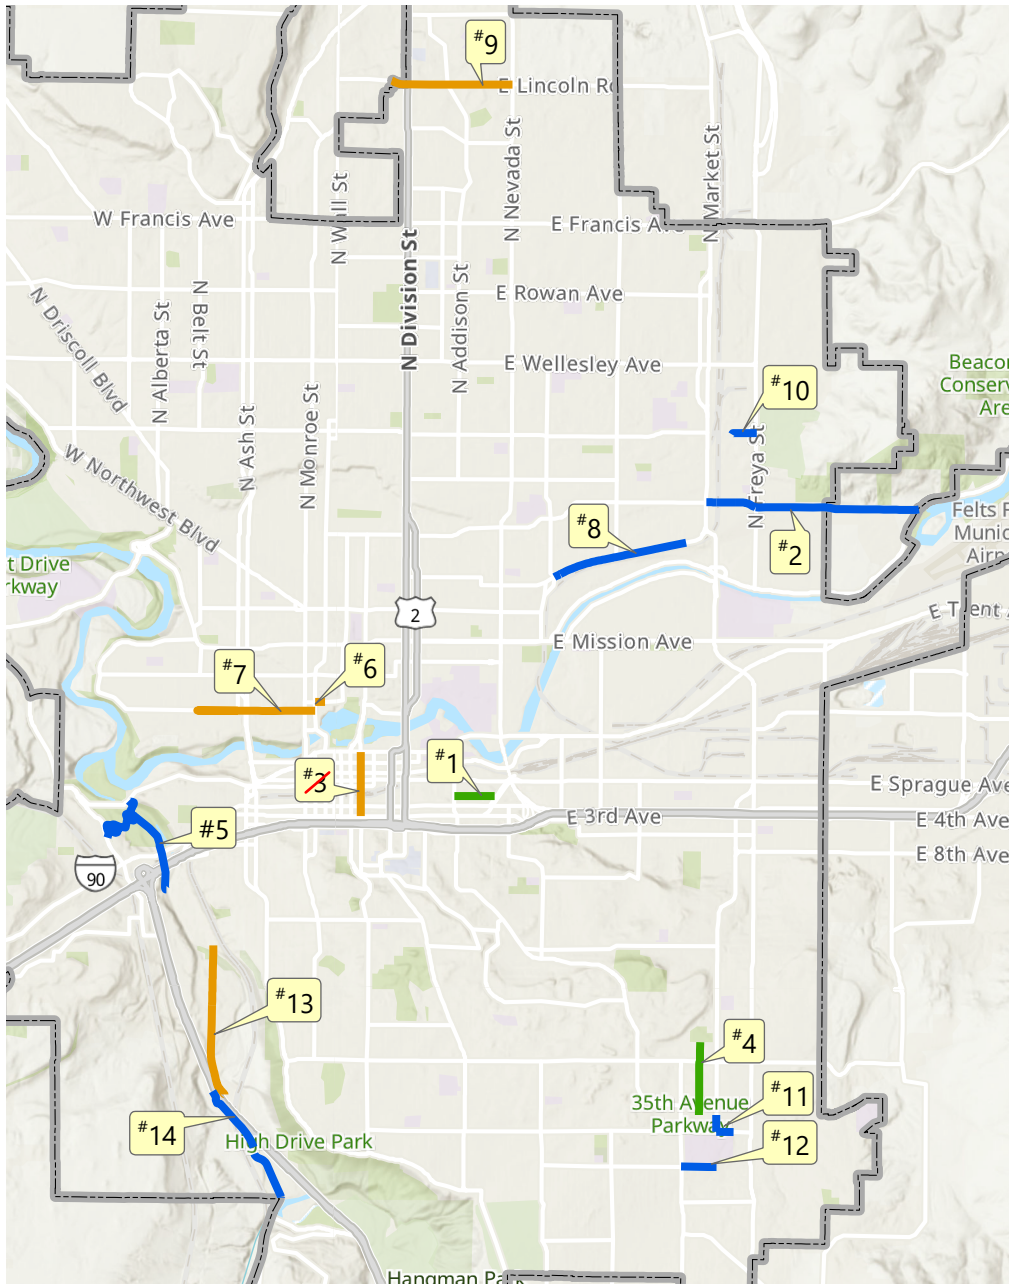 #9
E Lincoln Rd
N Nevada St
N Market St
N Wall St
W Francis Ave
E Francis Ave
N Division St
N Addison St
E Rowan Ave
N Belt St
N Driscoll Blvd
N Alberta St
E Wellesley Ave
Beacon
Conserv
Are
#10
N Monroe St
N Ash St
N Freya St
W Northwest Blvd
#8
#2
Felts F
Munic
Airp
t Drive
rkway
2
E Trent A
E Mission Ave
#7
#6
#1
#3
E Sprague Ave
E 3rd Ave
E 4th Ave
#5
E 8th Ave
90
#13
#4
35th Avenue
Parkway
#11
#14
High Drive Park
#12
Hangman Park